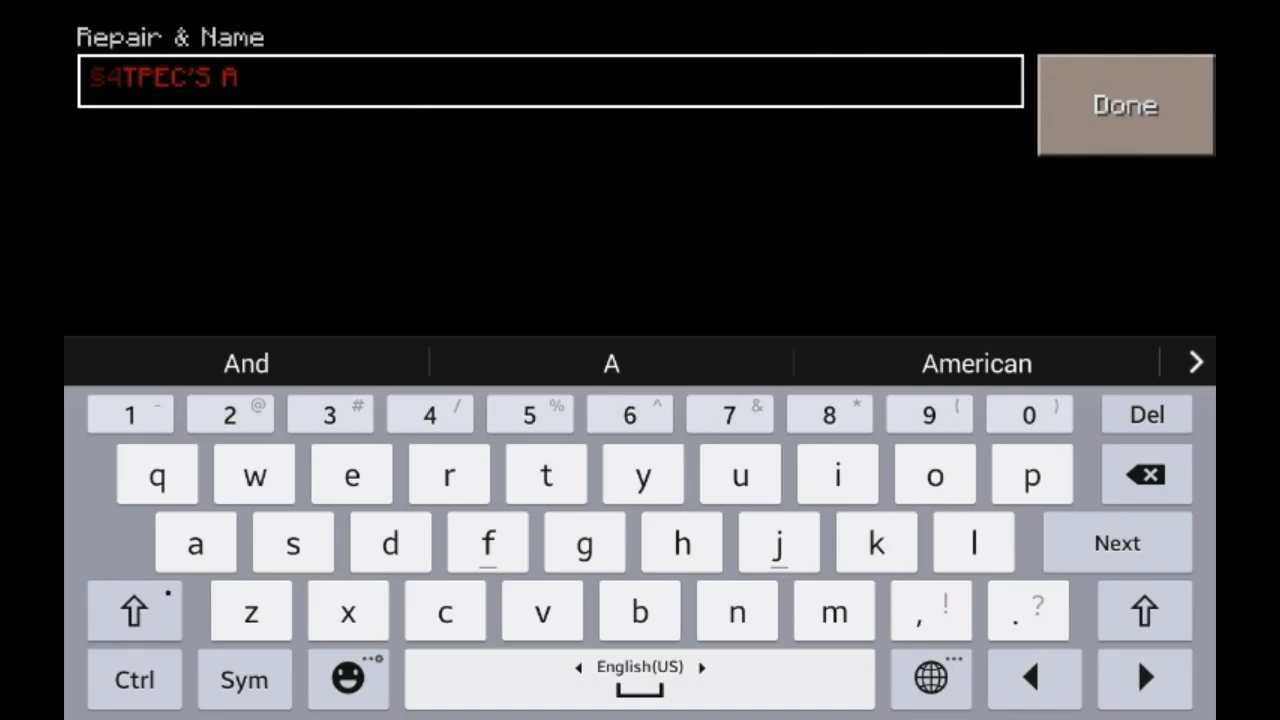 Repair & Name
§4TPEC'S A
Done
And A American
1 - 2 @ 3 # 4 / 5 % 6 ^ 7 & 8 * 9 ( 0 ) Del
q w e r t y u i o p
a s d f g h j k l Next
z x c v b n m , ! . ?
Ctrl Sym English(US)